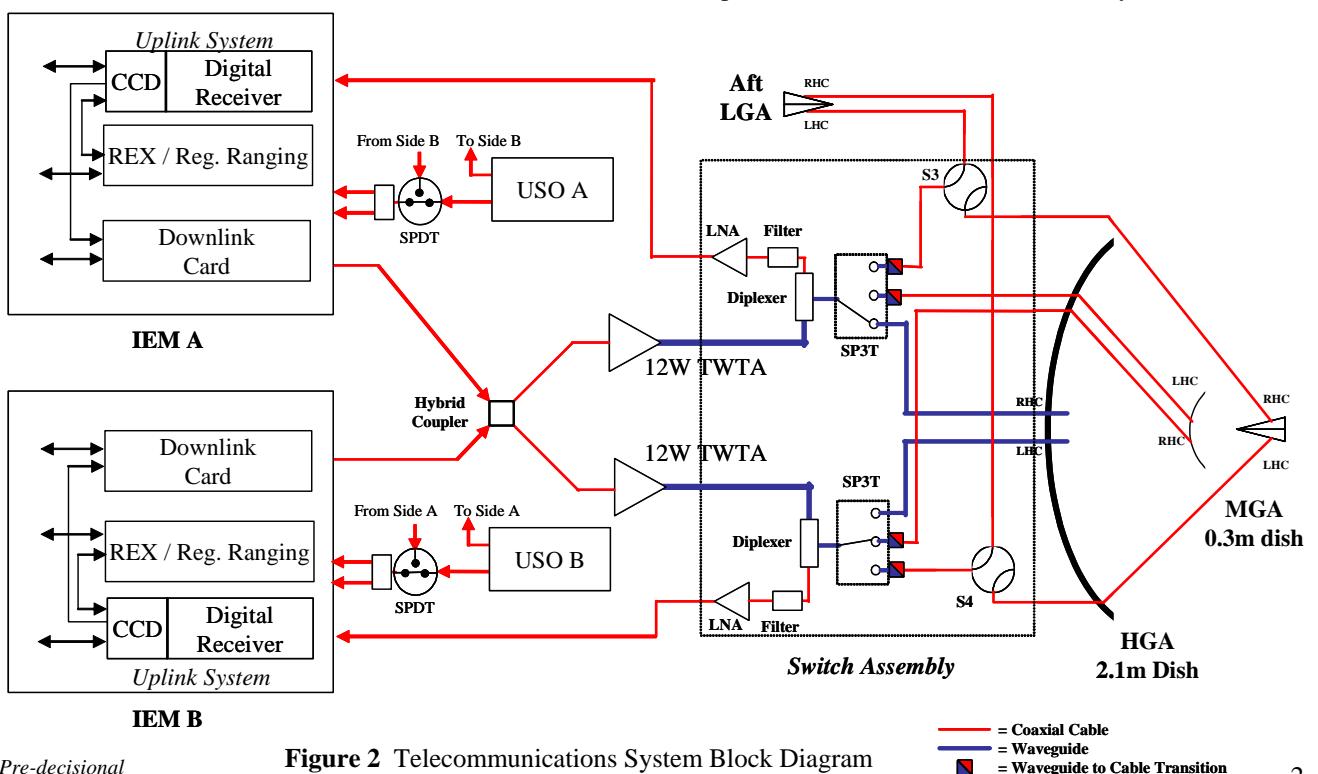 Uplink System
CCD
Digital
Receiver
REX / Reg. Ranging
Downlink
Card
IEM A
From Side B
To Side B
SPDT
USO A
Aft
LGA
RHC
LHC
S3
LNA
Filter
Diplexer
SP3T
12W TWTA
Hybrid
Coupler
12W TWTA
SP3T
Diplexer
LNA
Filter
S4
Switch Assembly
RHC
LHC
LHC
RHC
RHC
LHC
MGA
0.3m dish
HGA
2.1m Dish
Downlink
Card
REX / Reg. Ranging
CCD
Digital
Receiver
Uplink System
IEM B
From Side A
To Side A
SPDT
USO B
= Coaxial Cable
= Waveguide
= Waveguide to Cable Transition
Figure 2 Telecommunications System Block Diagram
Pre-decisional